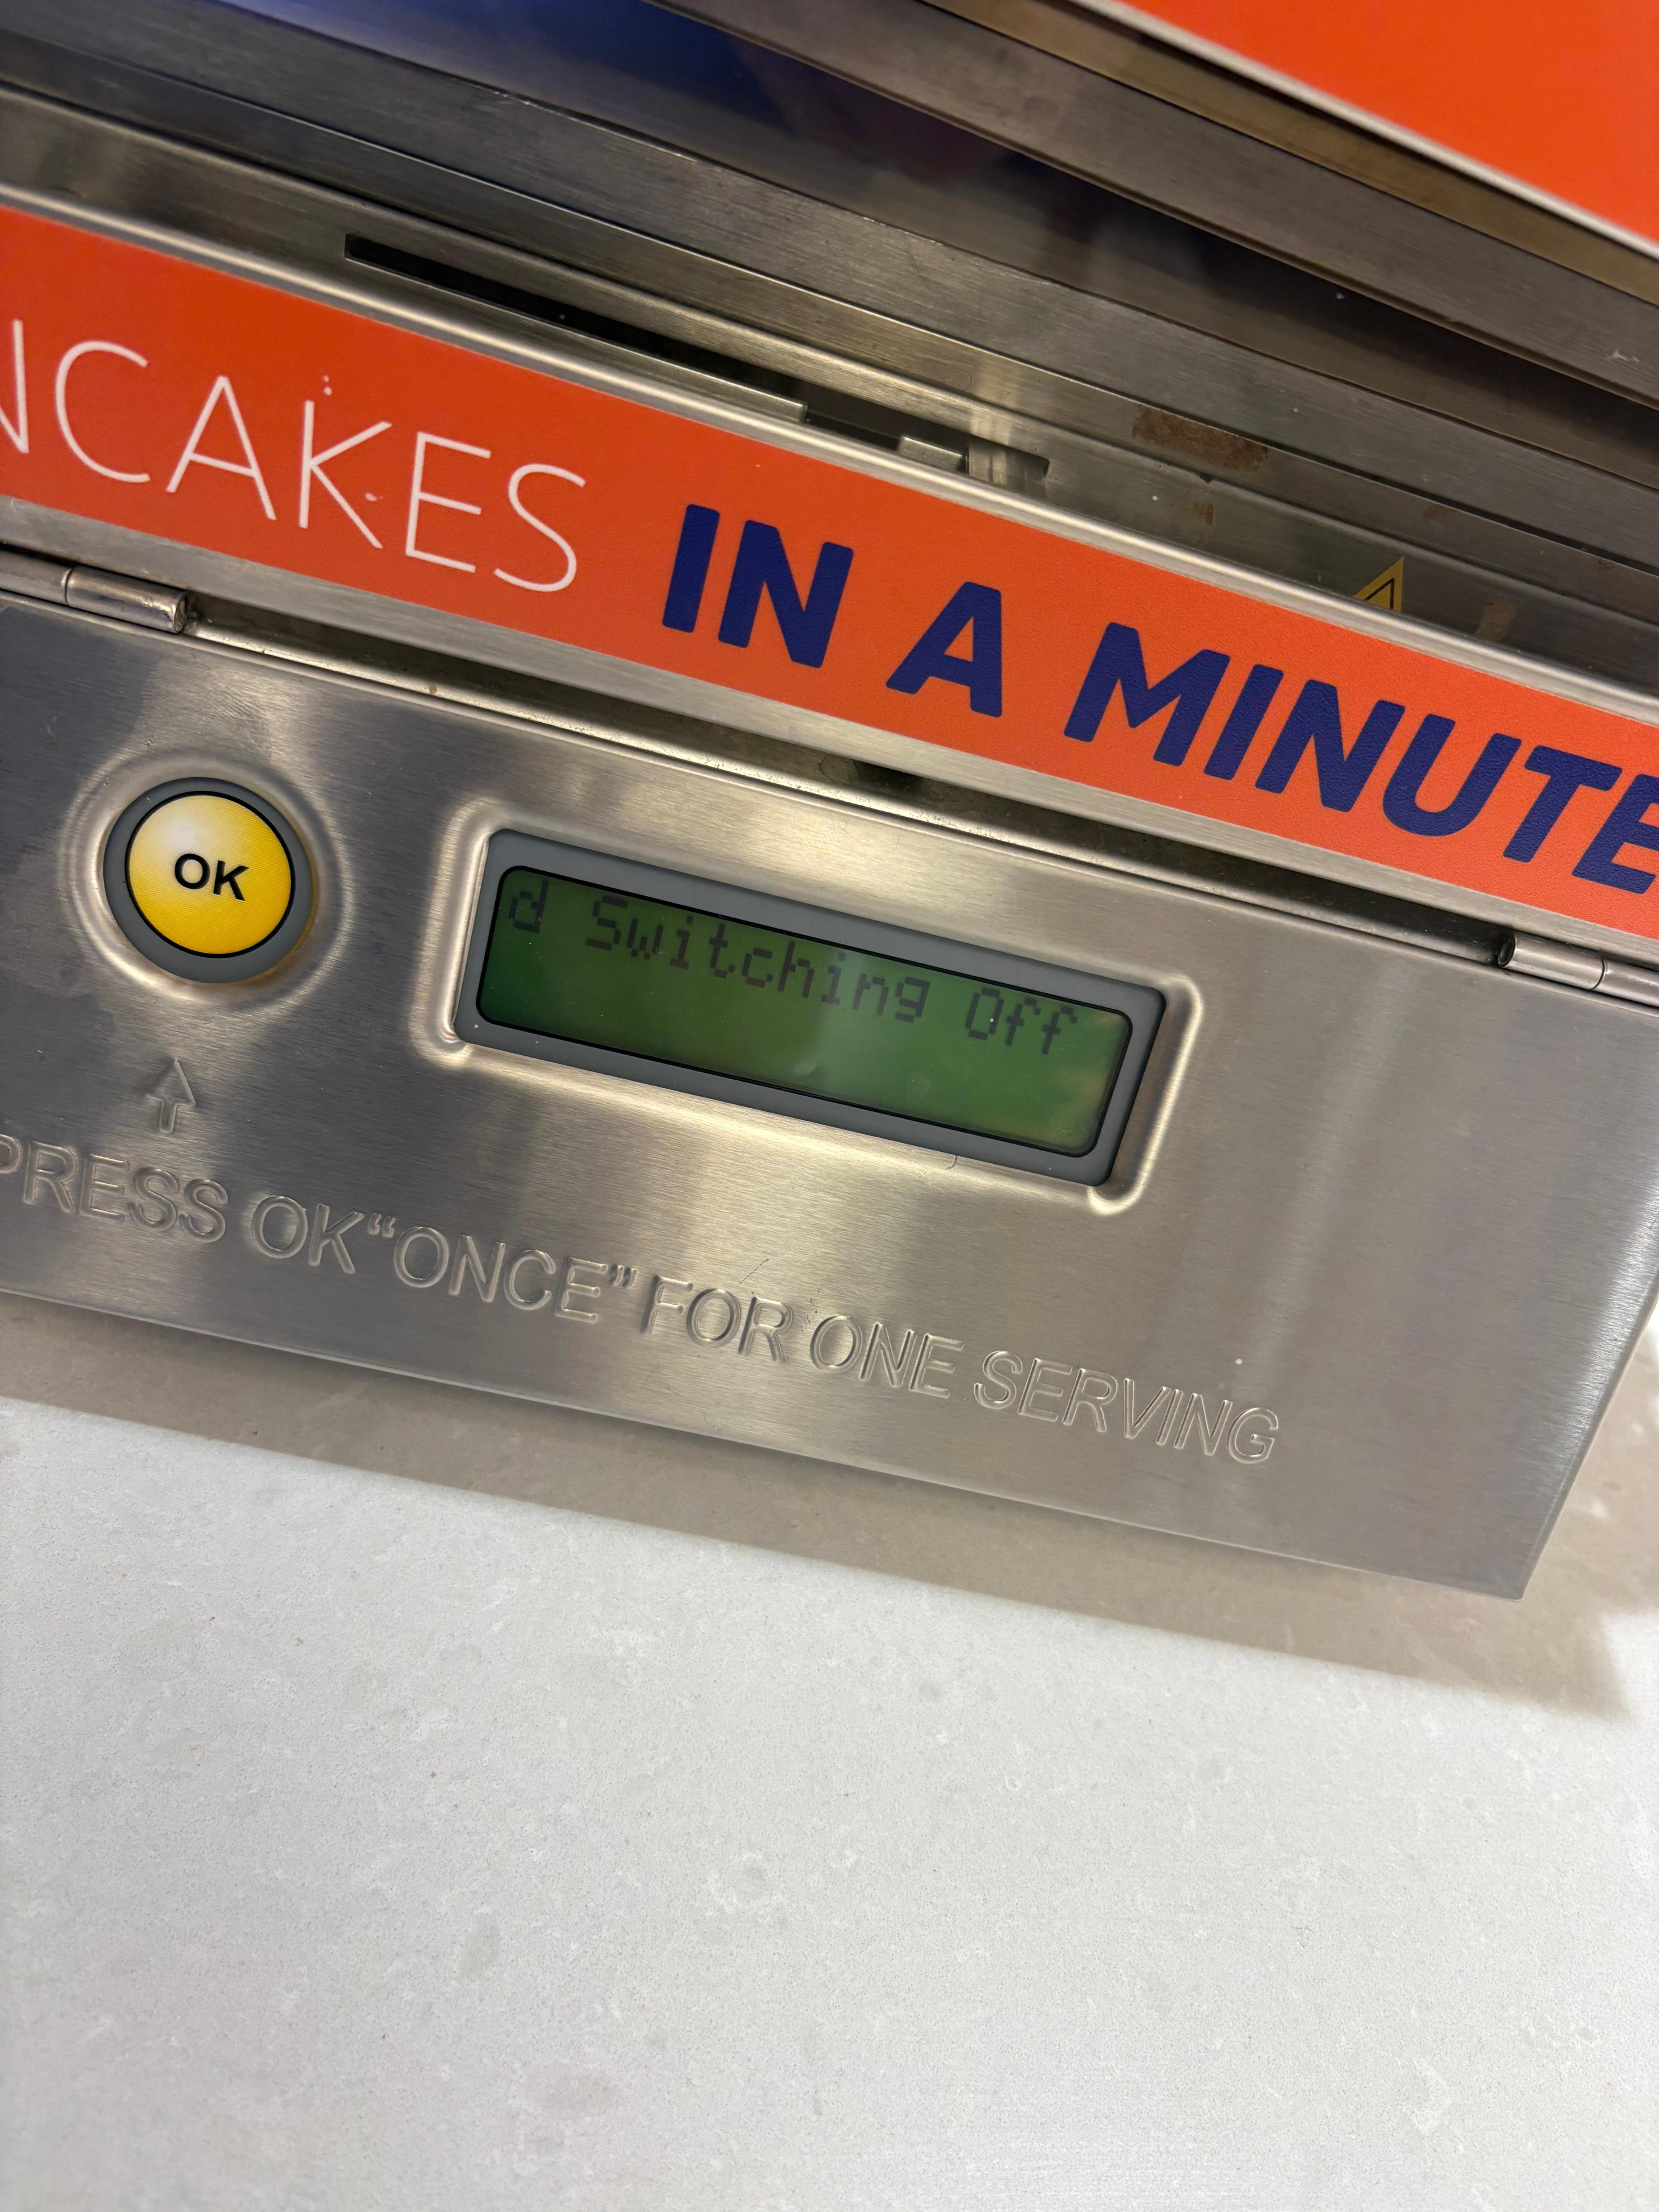 NCAKES IN A MINUTE
OK
d Switching Off
PRESS OK “ONCE” FOR ONE SERVING